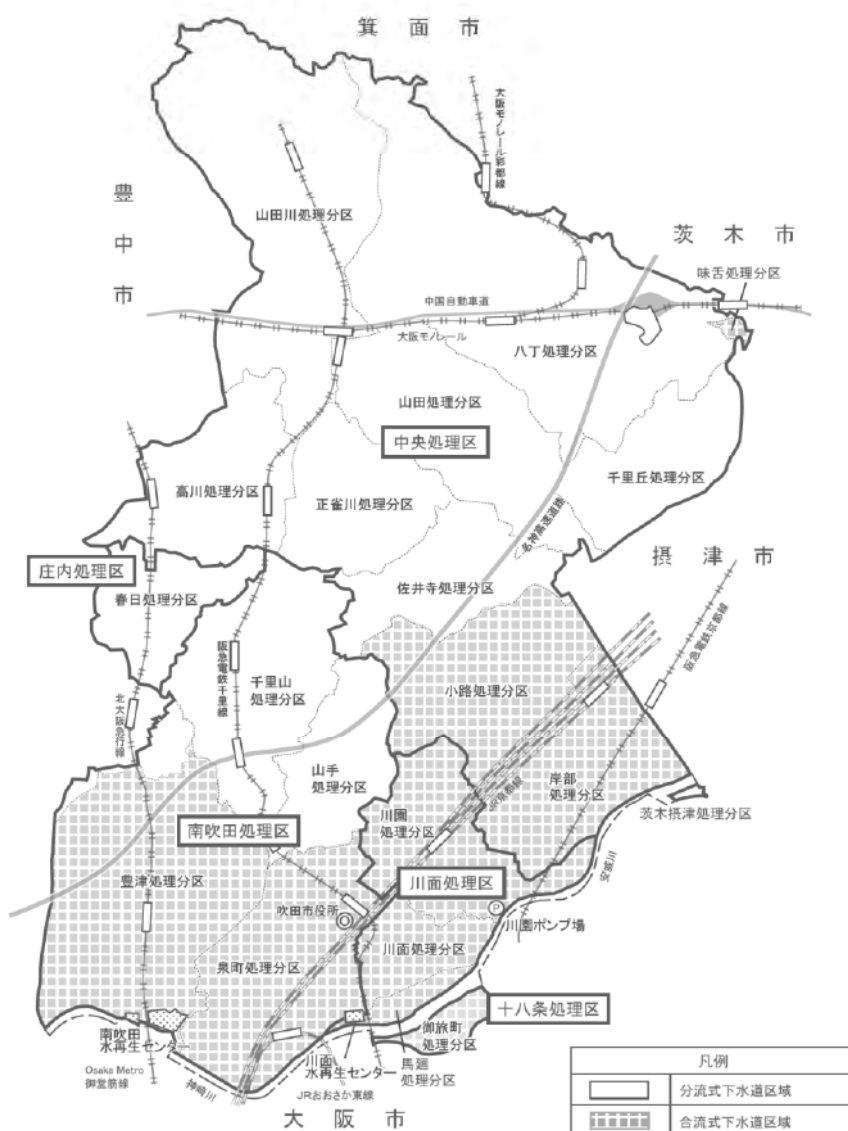 箕面市
大阪モノレール彩都線
豊中市
山田川処理分区
茨木市
味舌処理分区
中国自動車道
大阪モノレール
八丁処理分区
山田処理分区
中央処理区
千里丘処理分区
高川処理分区
正雀川処理分区
名神高速道路
摂津市
庄内処理区
佐井寺処理分区
春日処理分区
阪急電鉄京都線
小路処理分区
阪急電鉄千里線
千里山
処理分区
北大阪急行線
山手
処理分区
岸部
処理分区
JR京都線
茨木摂津処理分区
川園
処理分区
南吹田処理区
安威川
豊津処理分区
川面処理区
吹田市役所
P
川園ポンプ場
川面処理分区
泉町処理分区
十八条処理区
御旅町
処理分区
南吹田
水再生センター
川面
水再生センター
馬廻
処理分区
Osaka Metro
御堂筋線
神崎川
JRおおさか東線
大阪市
凡例
分流式下水道区域
合流式下水道区域